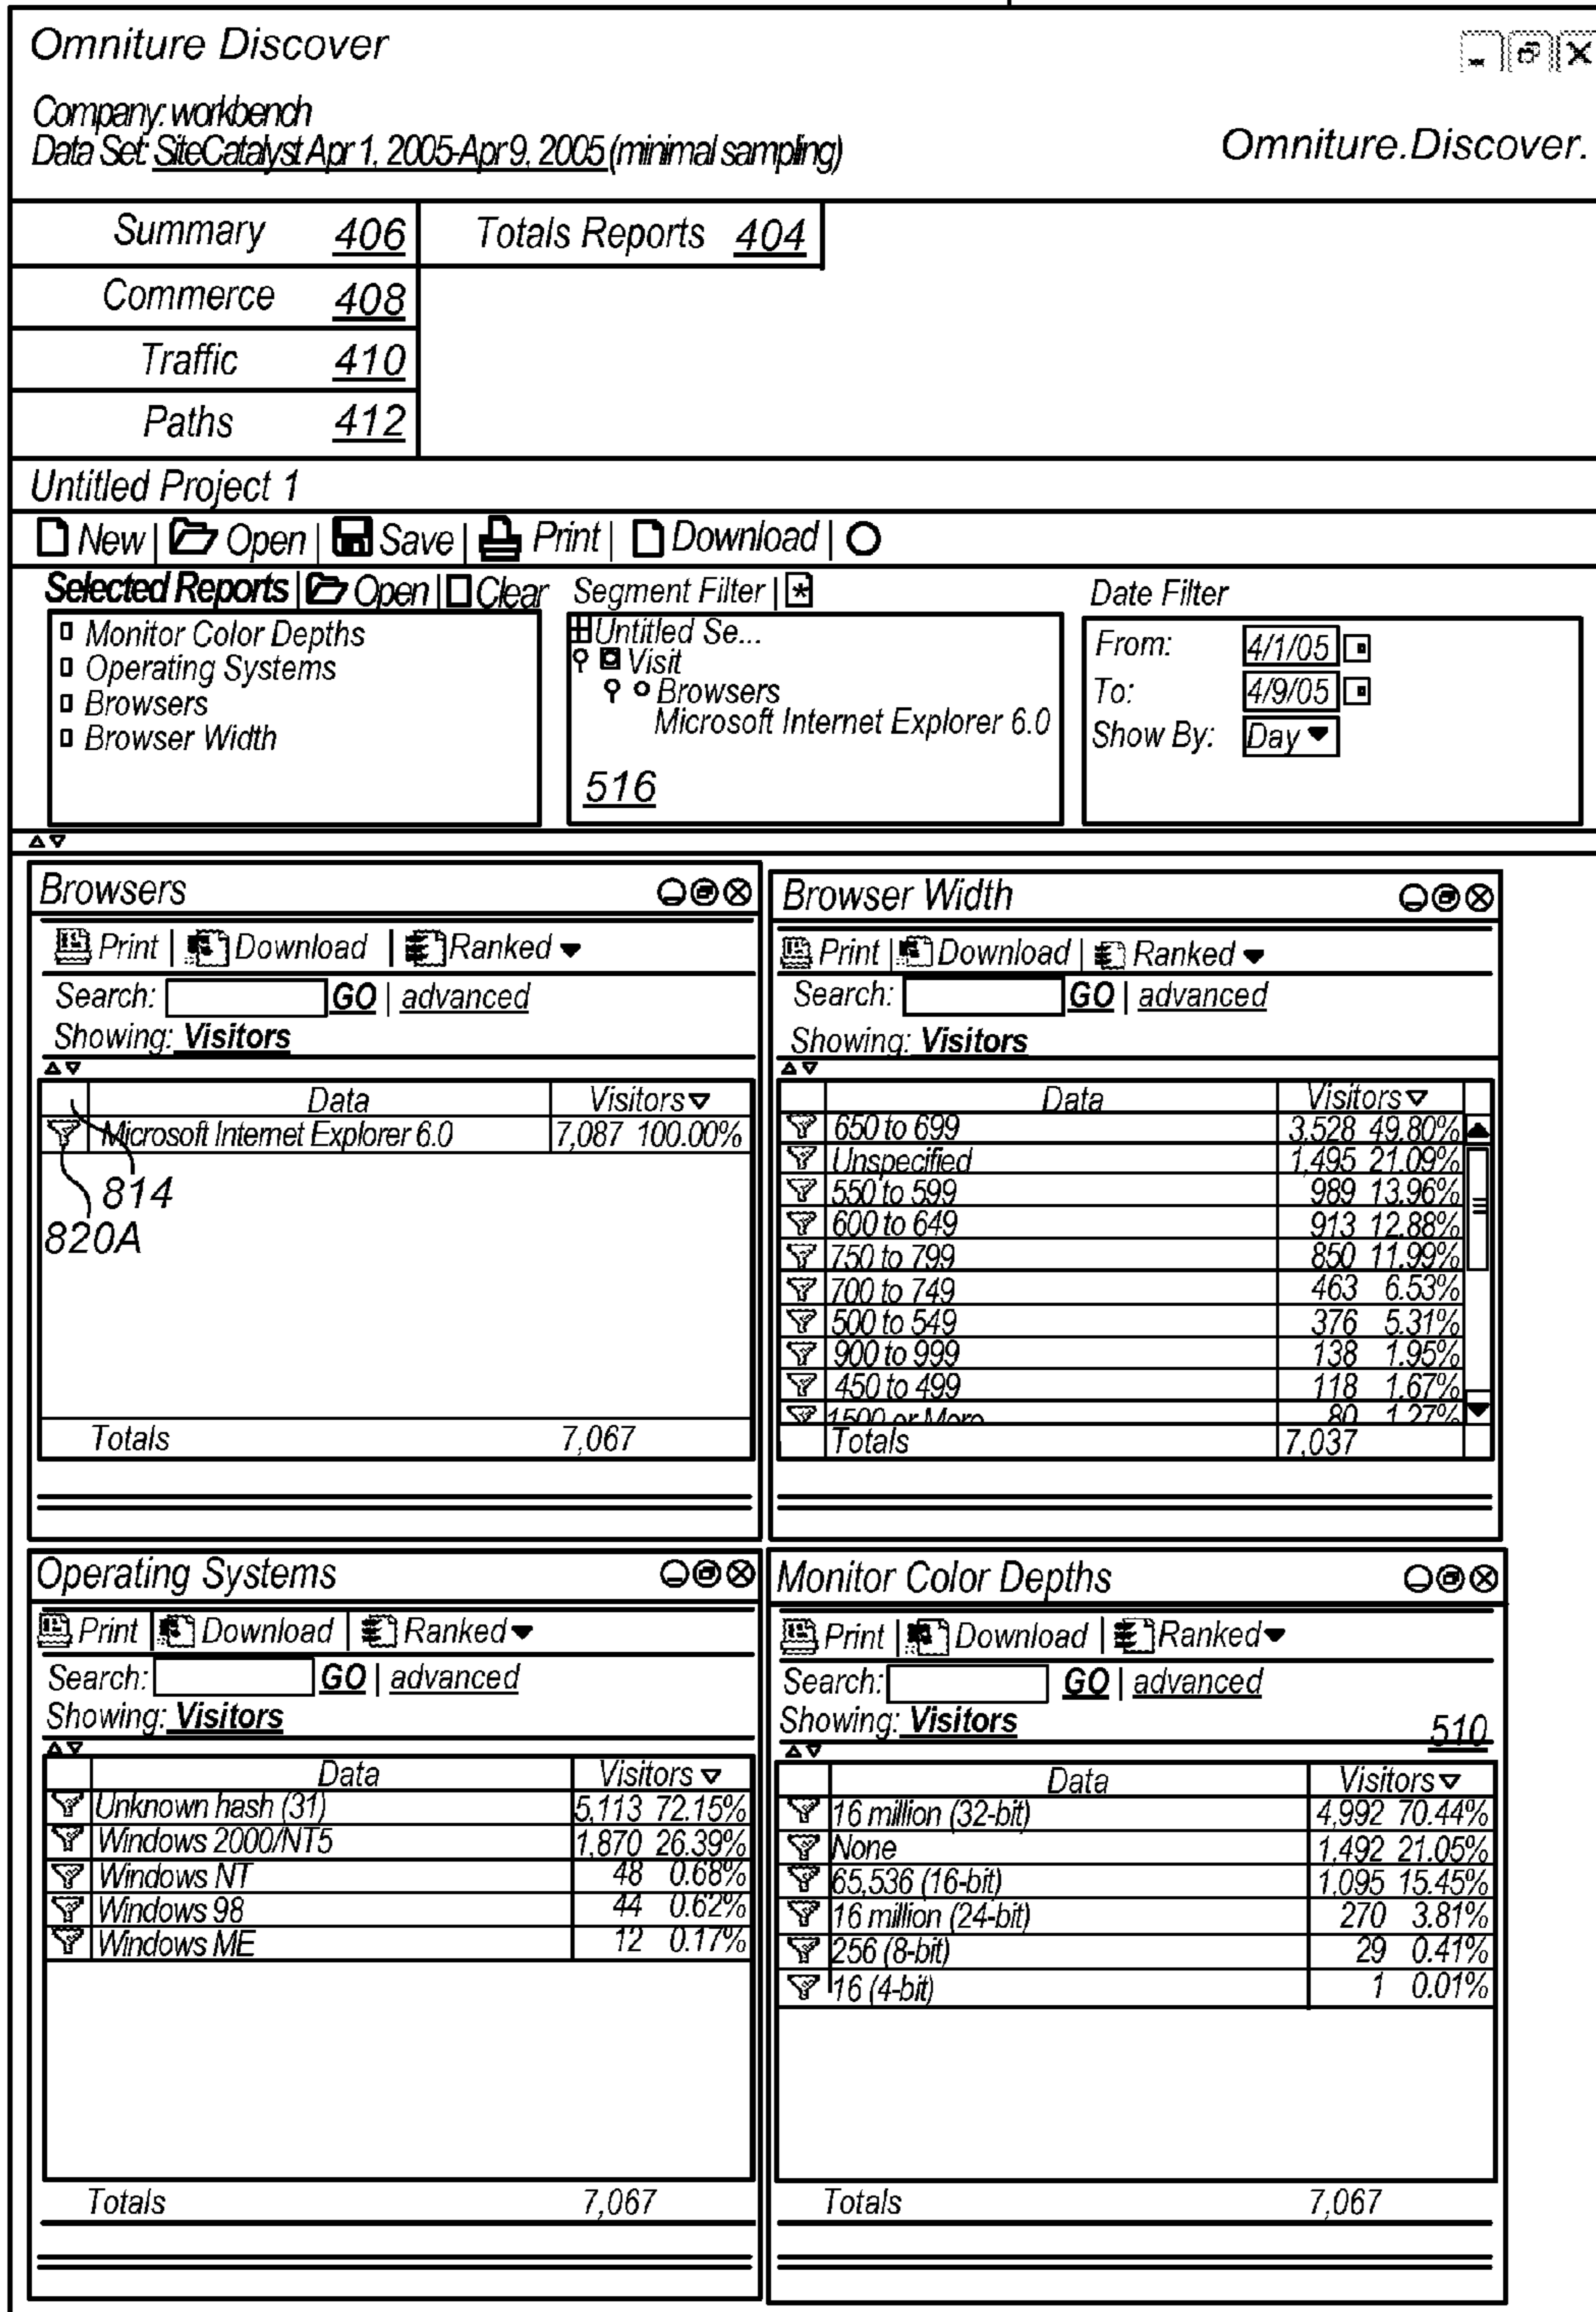 Omniture Discover
Company: workbench
Data Set: SiteCatalyst Apr 1, 2005-Apr 9, 2005 (minimal sampling)
Omniture.Discover.
Summary 406 Totals Reports 404
Commerce 408
Traffic 410
Paths 412
Untitled Project 1
New | Open | Save | Print | Download |
Selected Reports | Open | Clear
Monitor Color Depths
Operating Systems
Browsers
Browser Width
Segment Filter | *
Untitled Se...
Visit
Browsers
Microsoft Internet Explorer 6.0
516
Date Filter
From: 4/1/05
To: 4/9/05
Show By: Day
Browsers
Print | Download | Ranked
Search: GO | advanced
Showing: Visitors
Data Visitors
Microsoft Internet Explorer 6.0 7,087 100.00%
814
820A
Totals 7,067
Browser Width
Print | Download | Ranked
Search: GO | advanced
Showing: Visitors
Data Visitors
650 to 699 3,528 49.80%
Unspecified 1,495 21.09%
550 to 599 989 13.96%
600 to 649 913 12.88%
750 to 799 850 11.99%
700 to 749 463 6.53%
500 to 549 376 5.31%
900 to 999 138 1.95%
450 to 499 118 1.67%
1500 or More 80 1.27%
Totals 7,037
Operating Systems
Print | Download | Ranked
Search: GO | advanced
Showing: Visitors
Data Visitors
Unknown hash (31) 5,113 72.15%
Windows 2000/NT5 1,870 26.39%
Windows NT 48 0.68%
Windows 98 44 0.62%
Windows ME 12 0.17%
Totals 7,067
Monitor Color Depths
Print | Download | Ranked
Search: GO | advanced
Showing: Visitors
510
Data Visitors
16 million (32-bit) 4,992 70.44%
None 1,492 21.05%
65,536 (16-bit) 1,095 15.45%
16 million (24-bit) 270 3.81%
256 (8-bit) 29 0.41%
16 (4-bit) 1 0.01%
Totals 7,067